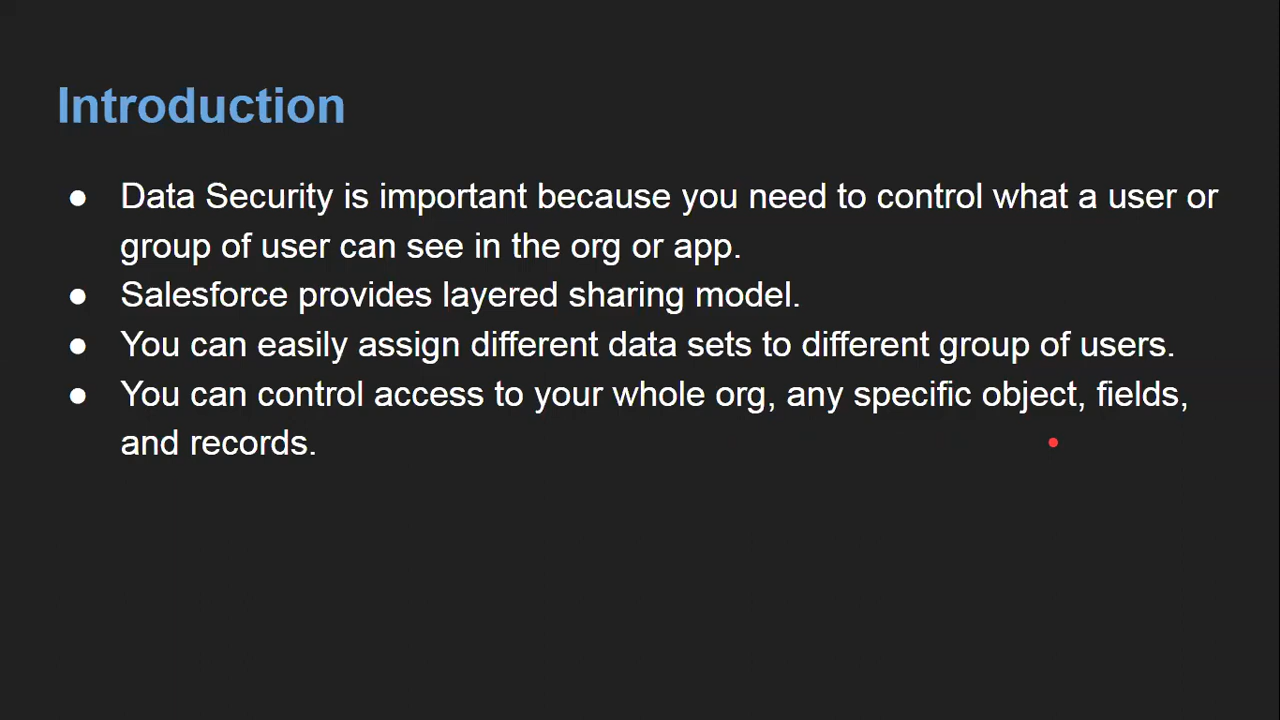 Introduction
● Data Security is important because you need to control what a user or
group of user can see in the org or app.
● Salesforce provides layered sharing model.
● You can easily assign different data sets to different group of users.
● You can control access to your whole org, any specific object, fields,
and records.